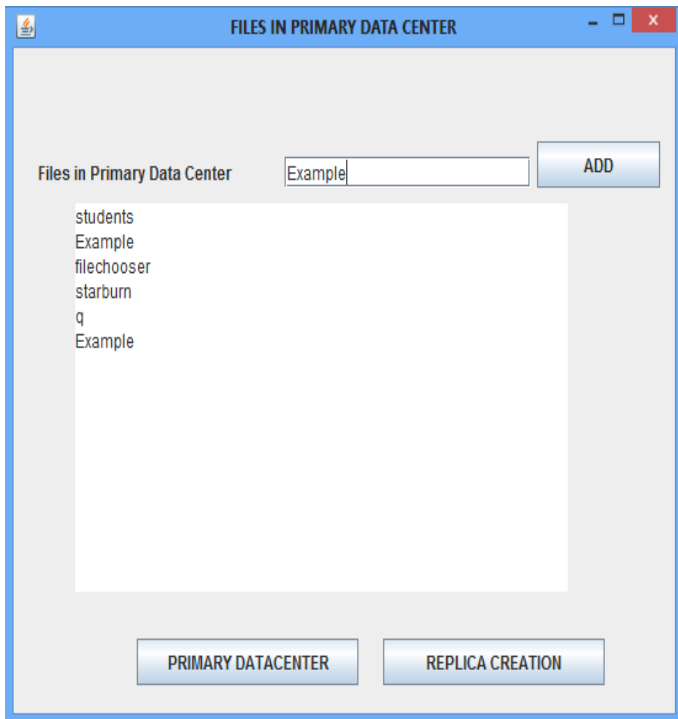 FILES IN PRIMARY DATA CENTER
Files in Primary Data Center Example ADD
students
Example
filechooser
starburn
q
Example
PRIMARY DATACENTER REPLICA CREATION